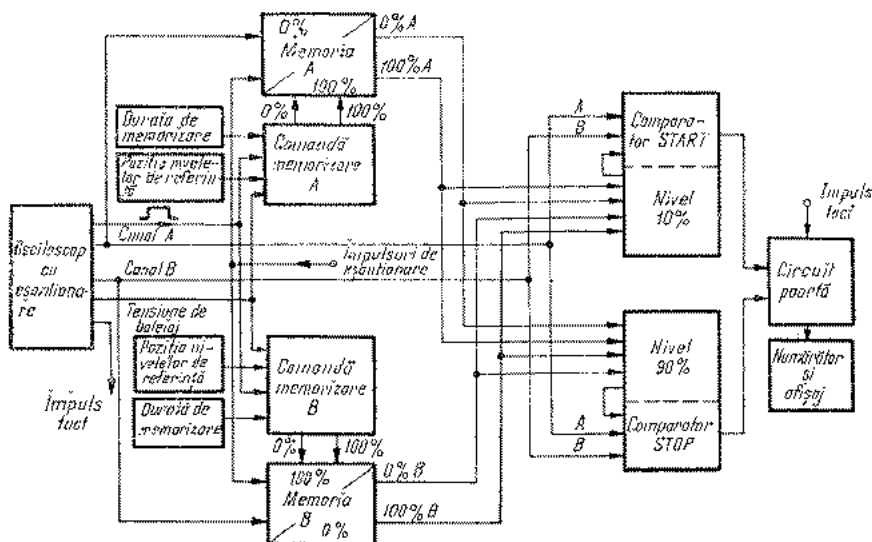 0%
Memoria
A
100%
0% A
100% A
0%
100%
Durata de
memorizare
Poziția nivele-
lor de referin-
ță
Comandă
memorizare
A
Osciloscop
cu
eșantiona-
re
Canal A
Canal B
Tensiune de
baleiaj
Impulsuri de
eșantionare
Poziția ni-
velelor de
referință
Durată de
memorizare
Comandă
memorizare
B
Impuls
tact
0%
100%
100%
Memoria
B
0%
0% B
100% B
A
B
Compara-
tor START
Nivel
10%
Impuls
tact
Circuit
poartă
Numărător
și
afișaj
Nivel
90%
A
B
Comparator
STOP